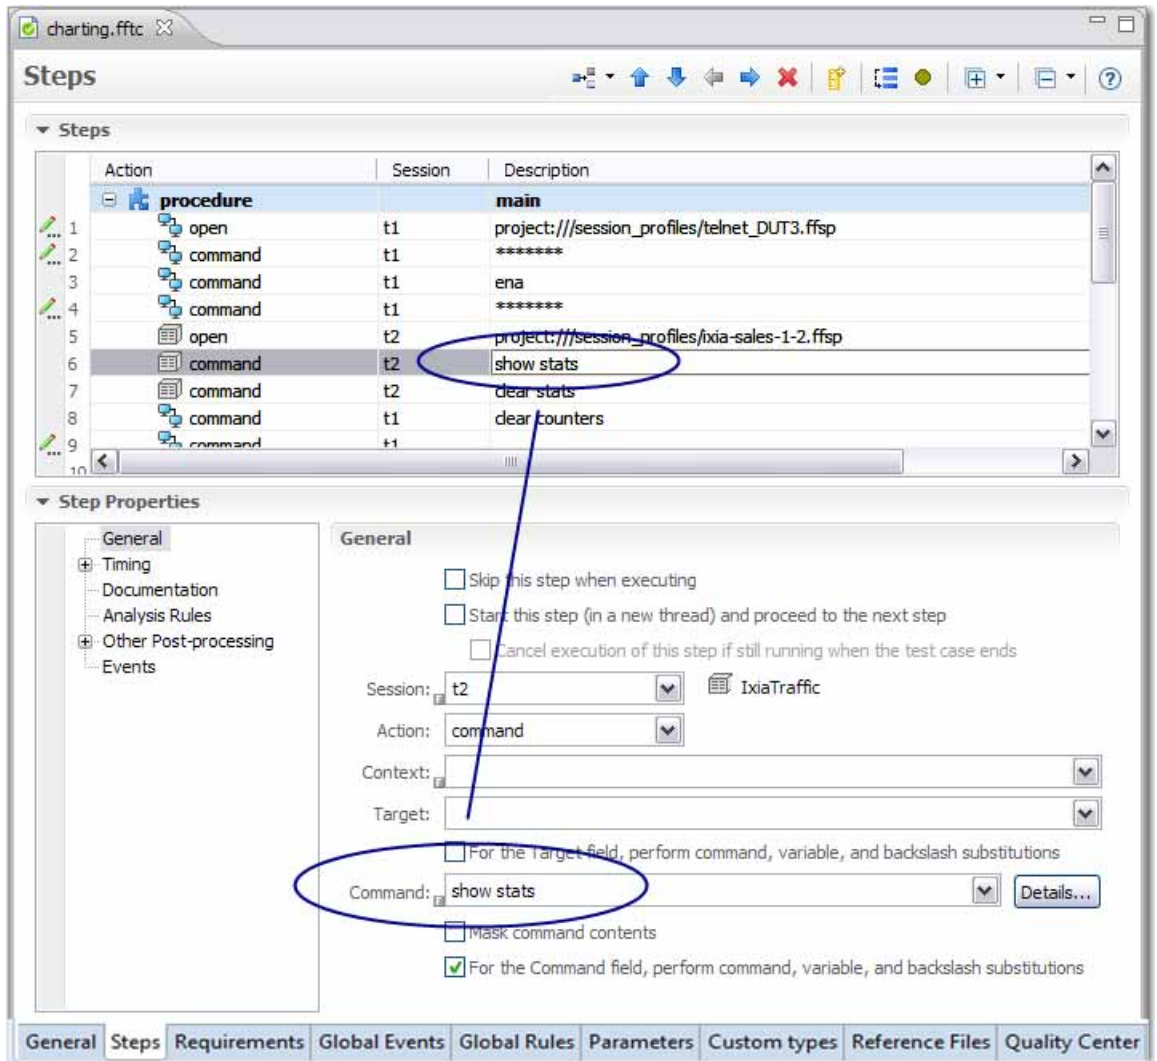 charting.fftc
Steps
Steps
Action Session Description
procedure main
1 open t1 project:///session_profiles/telnet_DUT3.ffsp
2 command t1 *******
3 command t1 ena
4 command t1 *******
5 open t2 project:///session_profiles/ixia-sales-1-2.ffsp
6 command t2 show stats
7 command t2 clear stats
8 command t1 clear counters
9 command t1
10
Step Properties
General
Timing
Documentation
Analysis Rules
Other Post-processing
Events
General
Skip this step when executing
Start this step (in a new thread) and proceed to the next step
Cancel execution of this step if still running when the test case ends
Session: t2 IxiaTraffic
Action: command
Context:
Target:
For the Target field, perform command, variable, and backslash substitutions
Command: show stats Details...
Mask command contents
For the Command field, perform command, variable, and backslash substitutions
General Steps Requirements Global Events Global Rules Parameters Custom types Reference Files Quality Center